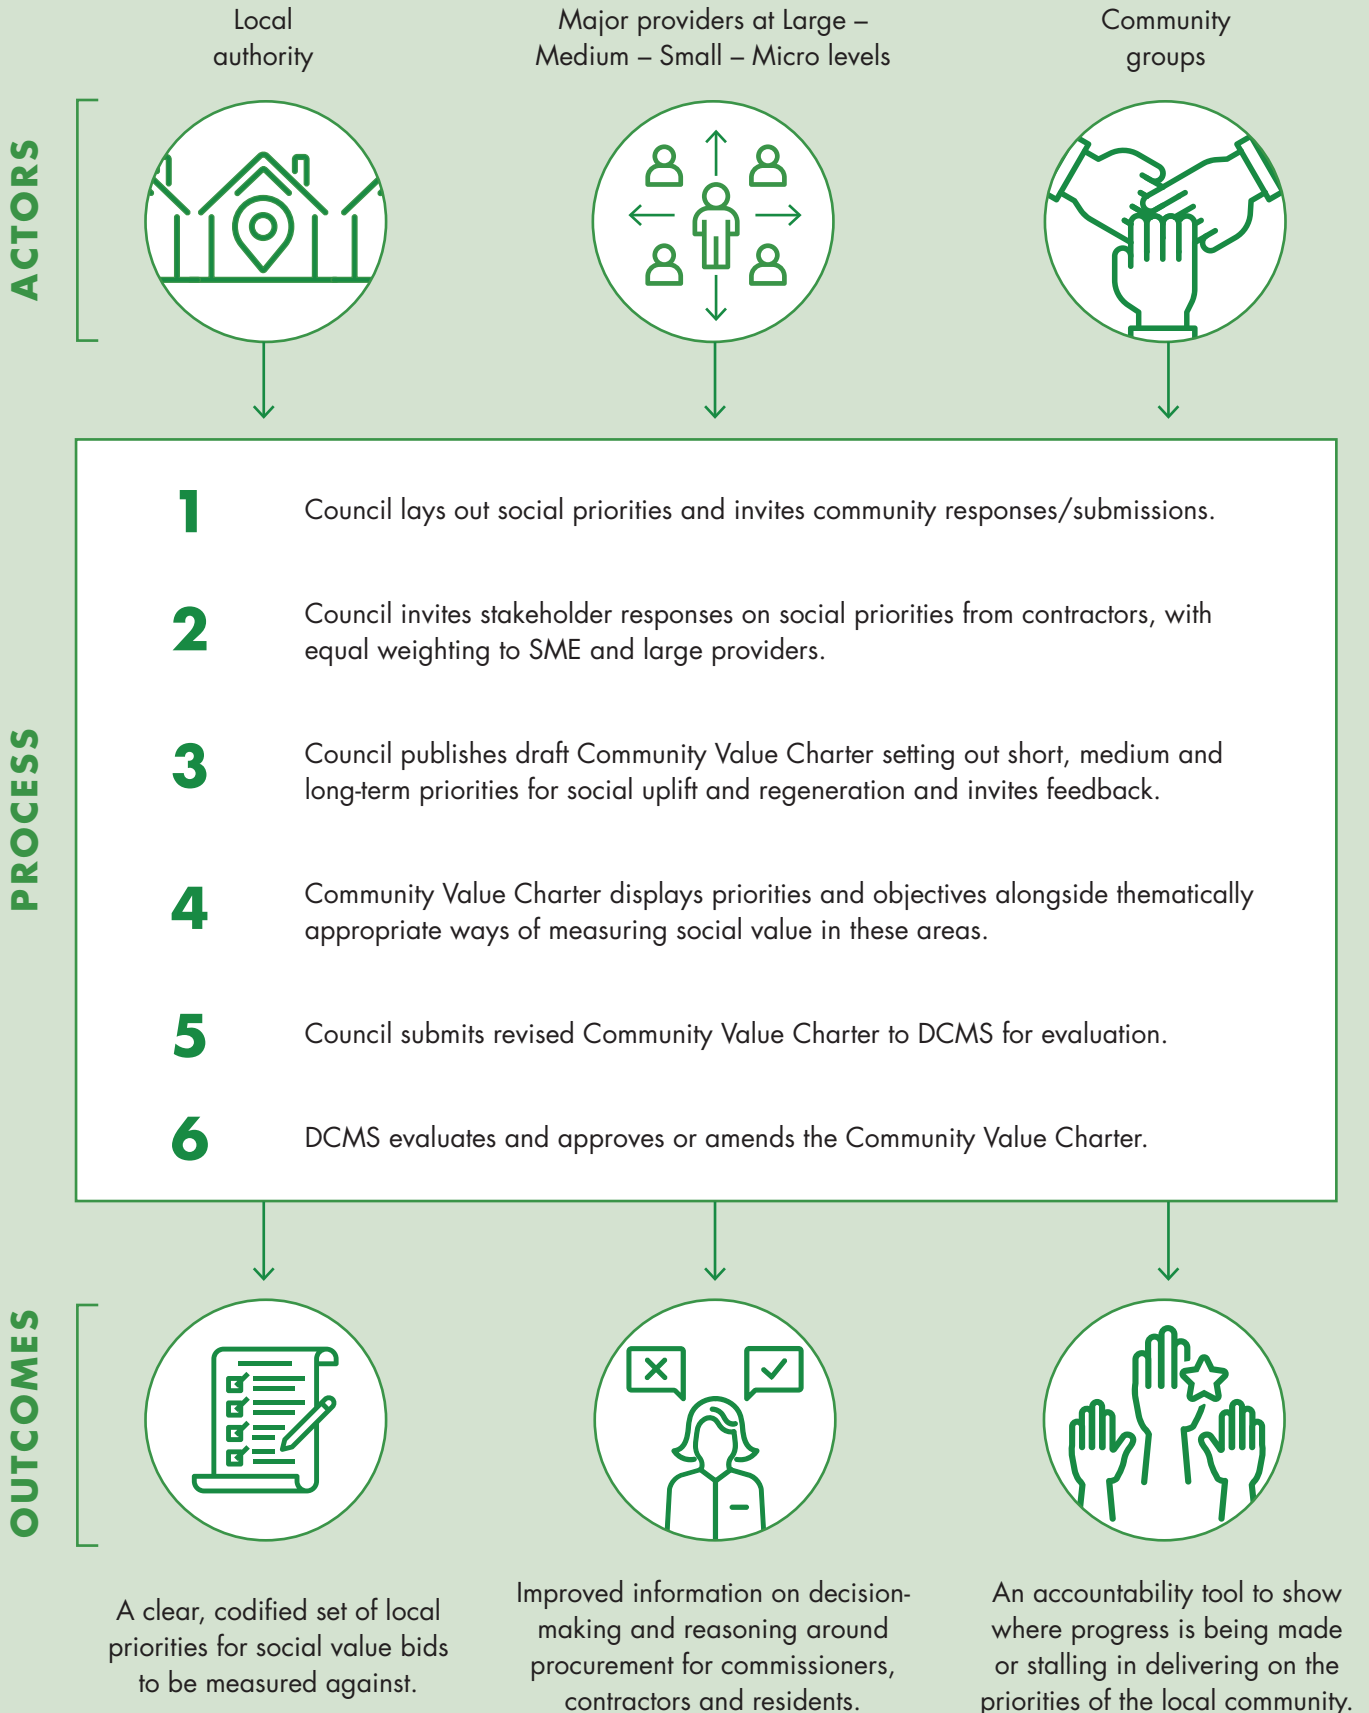 Local
authority
Major providers at Large –
Medium – Small – Micro levels
Community
groups
ACTORS
PROCESS
1
Council lays out social priorities and invites community responses/submissions.
2
Council invites stakeholder responses on social priorities from contractors, with
equal weighting to SME and large providers.
3
Council publishes draft Community Value Charter setting out short, medium and
long-term priorities for social uplift and regeneration and invites feedback.
4
Community Value Charter displays priorities and objectives alongside thematically
appropriate ways of measuring social value in these areas.
5
Council submits revised Community Value Charter to DCMS for evaluation.
6
DCMS evaluates and approves or amends the Community Value Charter.
OUTCOMES
A clear, codified set of local
priorities for social value bids
to be measured against.
Improved information on decision-
making and reasoning around
procurement for commissioners,
contractors and residents.
An accountability tool to show
where progress is being made
or stalling in delivering on the
priorities of the local community.